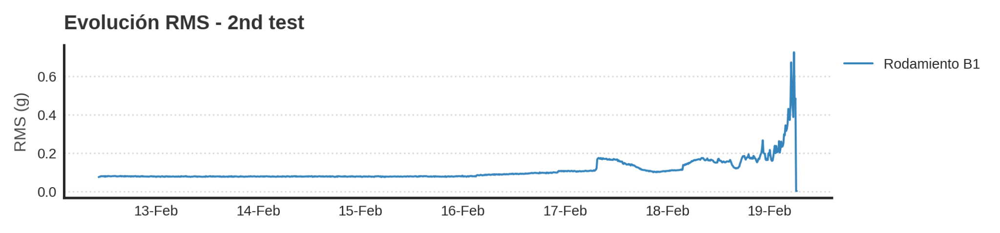 Evolución RMS - 2nd test
RMS (g)
0.6
0.4
0.2
0.0
13-Feb
14-Feb
15-Feb
16-Feb
17-Feb
18-Feb
19-Feb
Rodamiento B1